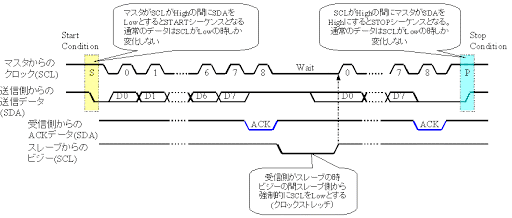 マスタがSCLがHighの間にSDAを
LowとするとSTARTシーケンスとなる
通常のデータはSCLがLowの時しか
変化しない
SCLがHighの間にマスタがSDAを
HighにするとSTOPシーケンスとなる。
通常のデータはSCLがLowの時しか
変化しない
Start
Condition
Stop
Condition
マスタからの
クロック(SCL)
S
0
1
6
7
8
Wait
0
7
8
P
送信側からの
送信データ
(SDA)
D0
D1
D6
D7
D0
D7
受信側からの
ACKデータ(SDA)
ACK
ACK
スレーブからの
ビジー(SCL)
受信側がスレーブの時
ビジーの間スレーブ側から
強制的にSCLをLowとする
(クロックストレッチ)